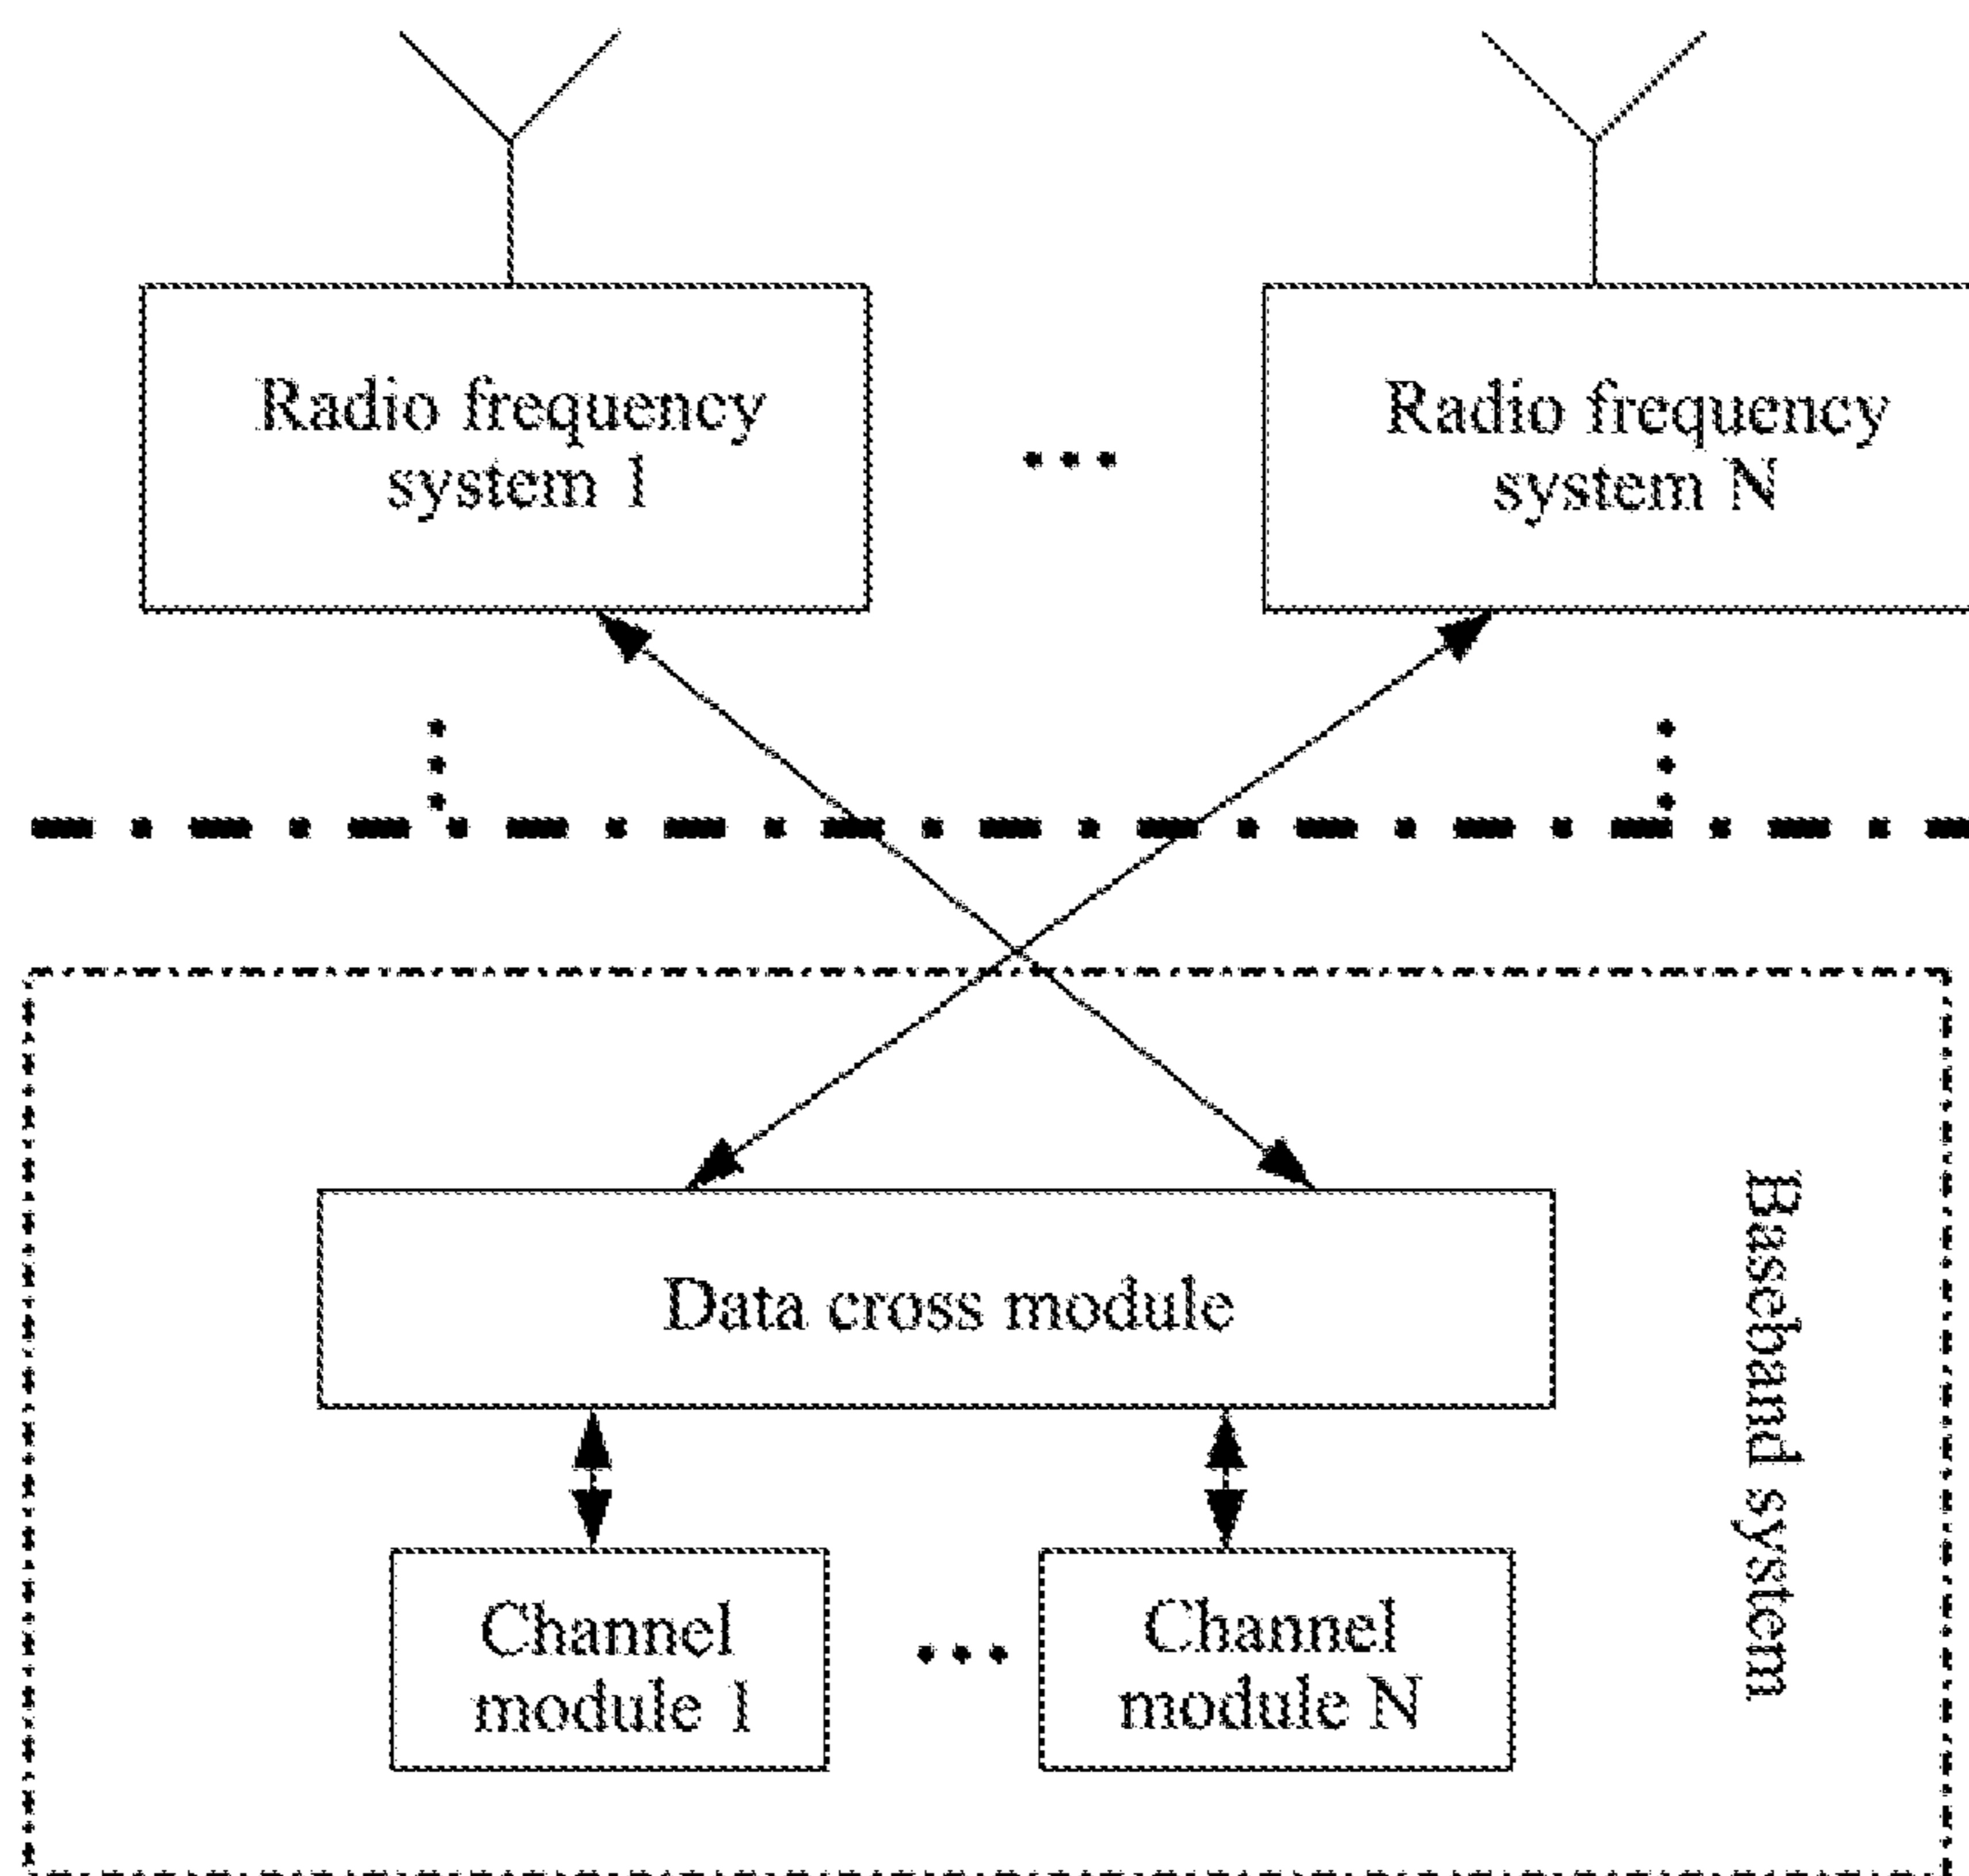 Radio frequency
system 1
Radio frequency
system N
Data cross module
Channel
module 1
Channel
module N
Baseband system